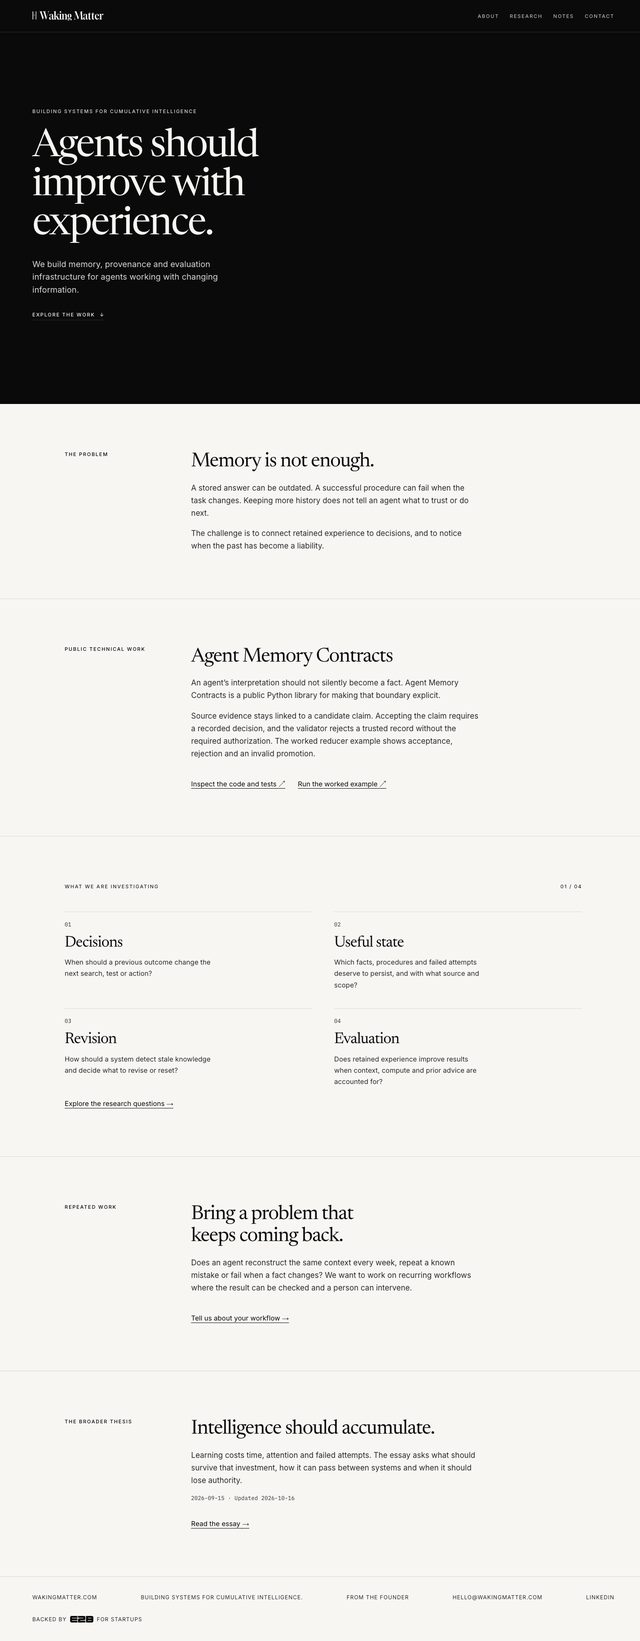 Waking Matter
ABOUT RESEARCH NOTES CONTACT
BUILDING SYSTEMS FOR CUMULATIVE INTELLIGENCE
Agents should
improve with
experience.
We build memory, provenance and evaluation
infrastructure for agents working with changing
information.
EXPLORE THE WORK ↓
THE PROBLEM
Memory is not enough.
A stored answer can be outdated. A successful procedure can fail when the
task changes. Keeping more history does not tell an agent what to trust or do
next.
The challenge is to connect retained experience to decisions, and to notice
when the past has become a liability.
PUBLIC TECHNICAL WORK
Agent Memory Contracts
An agent's interpretation should not silently become a fact. Agent Memory
Contracts is a public Python library for making that boundary explicit.
Source evidence stays linked to a candidate claim. Accepting the claim requires
a recorded decision, and the validator rejects a trusted record without the
required authorization. The worked reducer example shows acceptance,
rejection and an invalid promotion.
Inspect the code and tests ↗ Run the worked example ↗
WHAT WE ARE INVESTIGATING
01 / 04
01
Decisions
When should a previous outcome change the
next search, test or action?
02
Useful state
Which facts, procedures and failed attempts
deserve to persist, and with what source and
scope?
03
Revision
How should a system detect stale knowledge
and decide what to revise or reset?
04
Evaluation
Does retained experience improve results
when context, compute and prior advice are
accounted for?
Explore the research questions →
REPEATED WORK
Bring a problem that
keeps coming back.
Does an agent reconstruct the same context every week, repeat a known
mistake or fail when a fact changes? We want to work on recurring workflows
where the result can be checked and a person can intervene.
Tell us about your workflow →
THE BROADER THESIS
Intelligence should accumulate.
Learning costs time, attention and failed attempts. The essay asks what should
survive that investment, how it can pass between systems and when it should
lose authority.
2026-09-15 · Updated 2026-10-16
Read the essay →
WAKINGMATTER.COM BUILDING SYSTEMS FOR CUMULATIVE INTELLIGENCE. FROM THE FOUNDER HELLO@WAKINGMATTER.COM LINKEDIN
BACKED BY E2B FOR STARTUPS